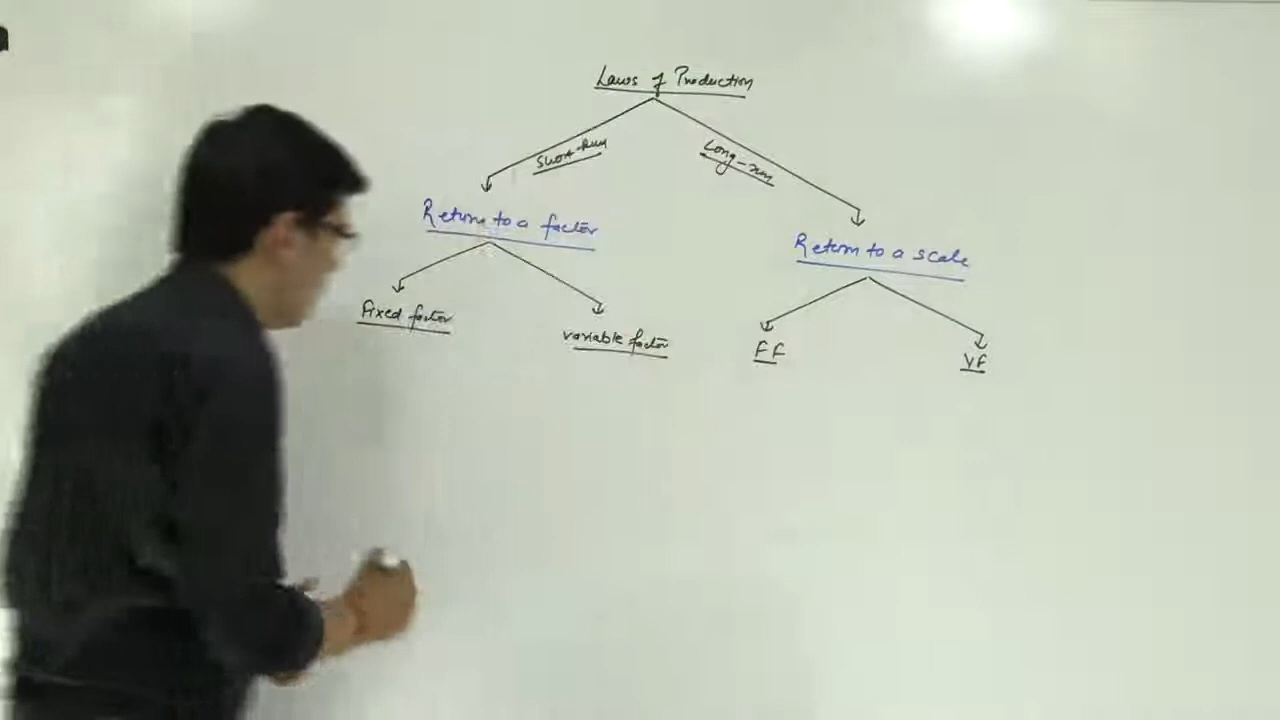 Laws of Production
Short-Run
Long-run
Return to a factor
Return to a scale
Fixed factor
variable factor
FF
VF